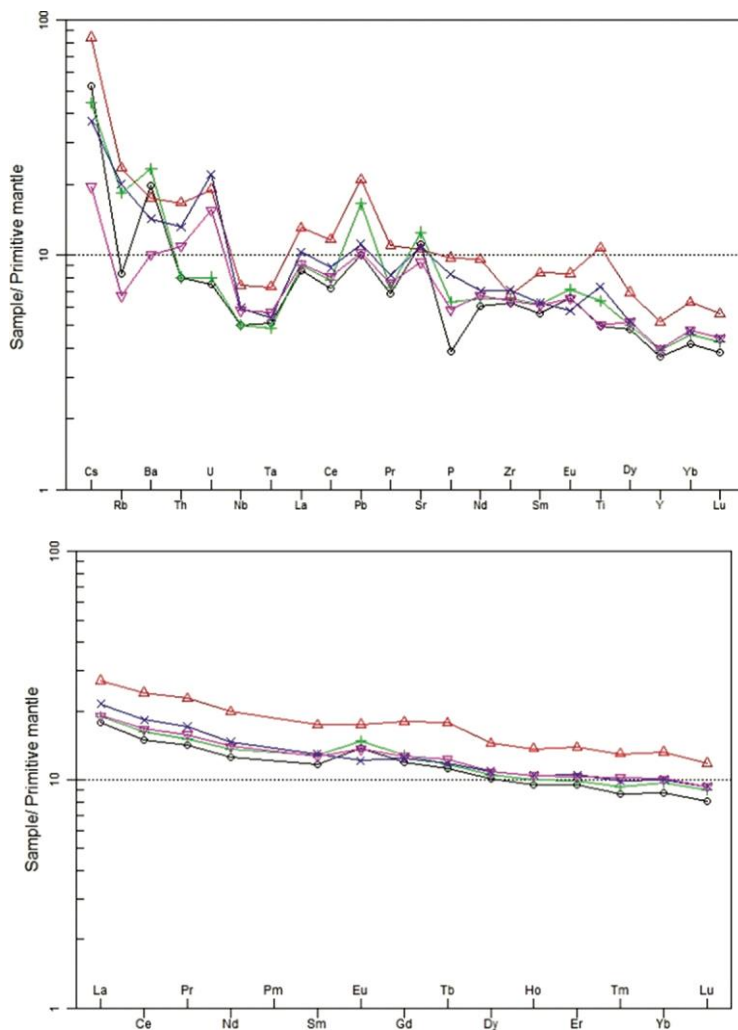 100
10
1
Sample/ Primitive mantle
Cs Ba U Ta Ce Pr P Zr Eu Dy Yb
Rb Th Nb La Pb Sr Nd Sm Ti Y Lu
100
10
1
Sample/ Primitive mantle
La Pr Pm Eu Tb Ho Tm Lu
Ce Nd Sm Gd Dy Er Yb